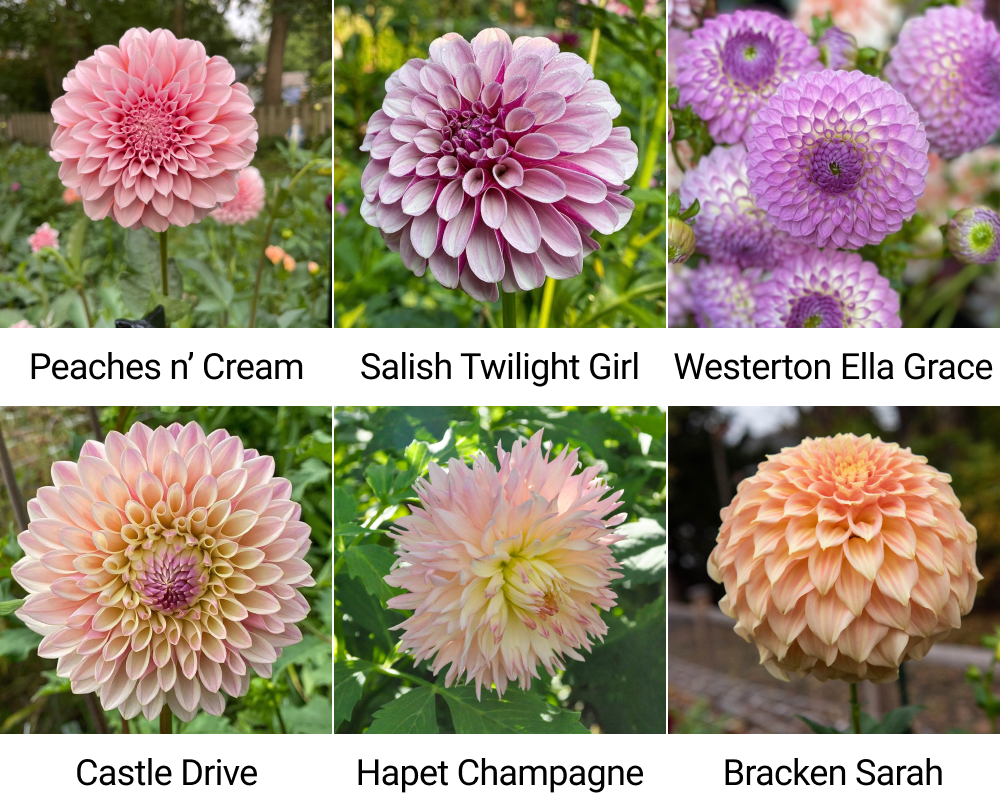 Peaches n’ Cream
Salish Twilight Girl
Westerton Ella Grace
Castle Drive
Hapet Champagne
Bracken Sarah